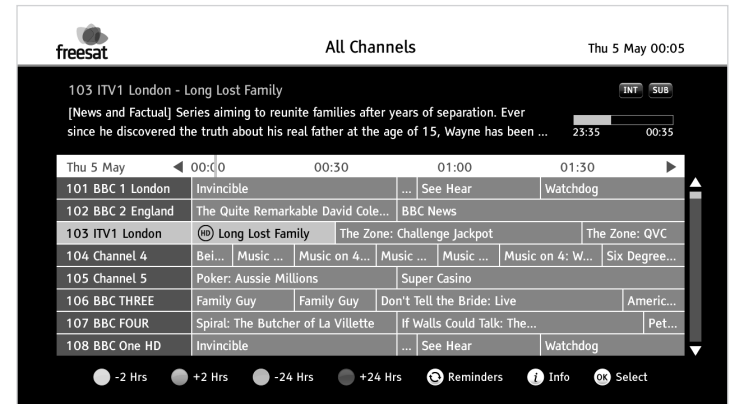 freesat All Channels Thu 5 May 00:05
103 ITV1 London - Long Lost Family INT SUB
[News and Factual] Series aiming to reunite families after years of separation. Ever
since he discovered the truth about his real father at the age of 15, Wayne has been ... 23:35 00:35
Thu 5 May 00:00 00:30 01:00 01:30
101 BBC 1 London Invincible ... See Hear Watchdog
102 BBC 2 England The Quite Remarkable David Cole... BBC News
103 ITV1 London HD Long Lost Family The Zone: Challenge Jackpot The Zone: QVC
104 Channel 4 Bei... Music ... Music on 4... Music ... Music ... Music on 4: W... Six Degree...
105 Channel 5 Poker: Aussie Millions Super Casino
106 BBC THREE Family Guy Family Guy Don't Tell the Bride: Live Americ...
107 BBC FOUR Spiral: The Butcher of La Villette If Walls Could Talk: The... Pet...
108 BBC One HD Invincible ... See Hear Watchdog
-2 Hrs +2 Hrs -24 Hrs +24 Hrs Reminders i Info OK Select